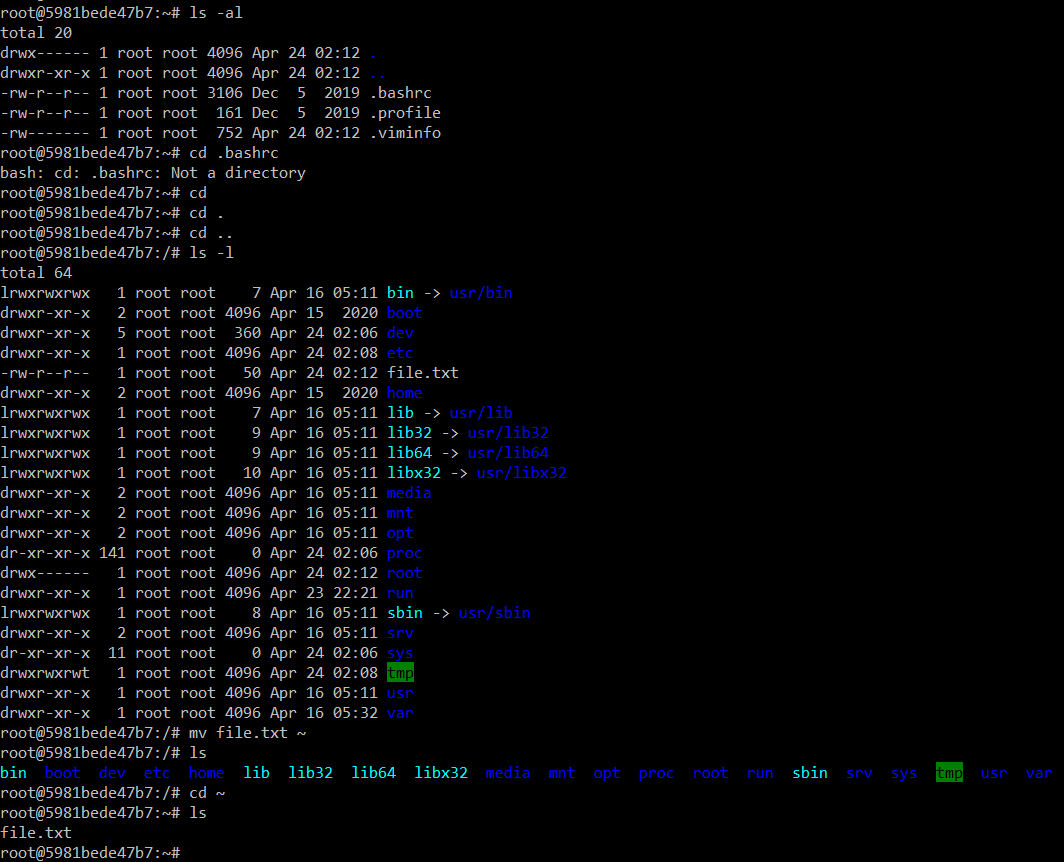 root@5981bede47b7:~# ls -al
total 20
drwx------ 1 root root 4096 Apr 24 02:12 .
drwxr-xr-x 1 root root 4096 Apr 24 02:12 ..
-rw-r--r-- 1 root root 3106 Dec  5  2019 .bashrc
-rw-r--r-- 1 root root  161 Dec  5  2019 .profile
-rw------- 1 root root  752 Apr 24 02:12 .viminfo
root@5981bede47b7:~# cd .bashrc
bash: cd: .bashrc: Not a directory
root@5981bede47b7:~# cd
root@5981bede47b7:~# cd .
root@5981bede47b7:~# cd ..
root@5981bede47b7:/# ls -l
total 64
lrwxrwxrwx   1 root root    7 Apr 16 05:11 bin -> usr/bin
drwxr-xr-x   2 root root 4096 Apr 15  2020 boot
drwxr-xr-x   5 root root  360 Apr 24 02:06 dev
drwxr-xr-x   1 root root 4096 Apr 24 02:08 etc
-rw-r--r--   1 root root   50 Apr 24 02:12 file.txt
drwxr-xr-x   2 root root 4096 Apr 15  2020 home
lrwxrwxrwx   1 root root    7 Apr 16 05:11 lib -> usr/lib
lrwxrwxrwx   1 root root    9 Apr 16 05:11 lib32 -> usr/lib32
lrwxrwxrwx   1 root root    9 Apr 16 05:11 lib64 -> usr/lib64
lrwxrwxrwx   1 root root   10 Apr 16 05:11 libx32 -> usr/libx32
drwxr-xr-x   2 root root 4096 Apr 16 05:11 media
drwxr-xr-x   2 root root 4096 Apr 16 05:11 mnt
drwxr-xr-x   2 root root 4096 Apr 16 05:11 opt
dr-xr-xr-x 141 root root    0 Apr 24 02:06 proc
drwx------   1 root root 4096 Apr 24 02:12 root
drwxr-xr-x   1 root root 4096 Apr 23 22:21 run
lrwxrwxrwx   1 root root    8 Apr 16 05:11 sbin -> usr/sbin
drwxr-xr-x   2 root root 4096 Apr 16 05:11 srv
dr-xr-xr-x  11 root root    0 Apr 24 02:06 sys
drwxrwxrwt   1 root root 4096 Apr 24 02:08 tmp
drwxr-xr-x   1 root root 4096 Apr 16 05:11 usr
drwxr-xr-x   1 root root 4096 Apr 16 05:32 var
root@5981bede47b7:/# mv file.txt ~
root@5981bede47b7:/# ls
bin  boot  dev  etc  home  lib  lib32  lib64  libx32  media  mnt  opt  proc  root  run  sbin  srv  sys  tmp  usr  var
root@5981bede47b7:/# cd ~
root@5981bede47b7:~# ls
file.txt
root@5981bede47b7:~#